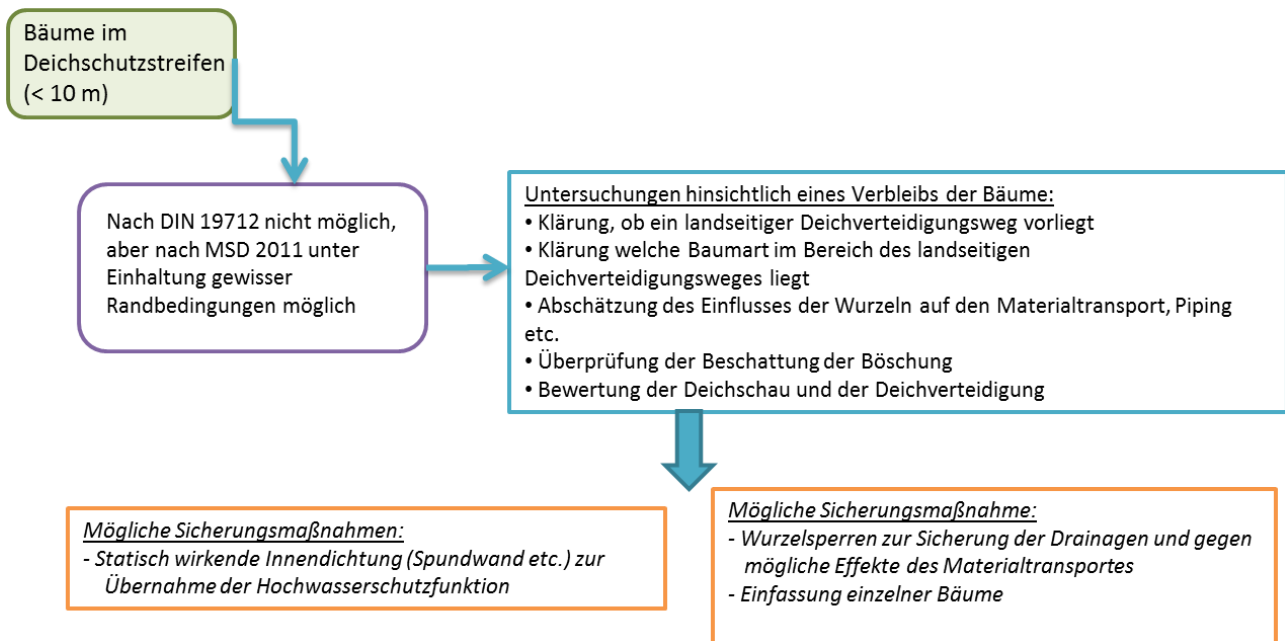 Bäume im
Deichschutzstreifen
(< 10 m)
Nach DIN 19712 nicht möglich,
aber nach MSD 2011 unter
Einhaltung gewisser
Randbedingungen möglich
Untersuchungen hinsichtlich eines Verbleibs der Bäume:
• Klärung, ob ein landseitiger Deichverteidigungsweg vorliegt
• Klärung welche Baumart im Bereich des landseitigen
Deichverteidigungsweges liegt
• Abschätzung des Einflusses der Wurzeln auf den Materialtransport, Piping
etc.
• Überprüfung der Beschattung der Böschung
• Bewertung der Deichschau und der Deichverteidigung
Mögliche Sicherungsmaßnahmen:
- Statisch wirkende Innendichtung (Spundwand etc.) zur
Übernahme der Hochwasserschutzfunktion
Mögliche Sicherungsmaßnahme:
- Wurzelsperren zur Sicherung der Drainagen und gegen
mögliche Effekte des Materialtransportes
- Einfassung einzelner Bäume